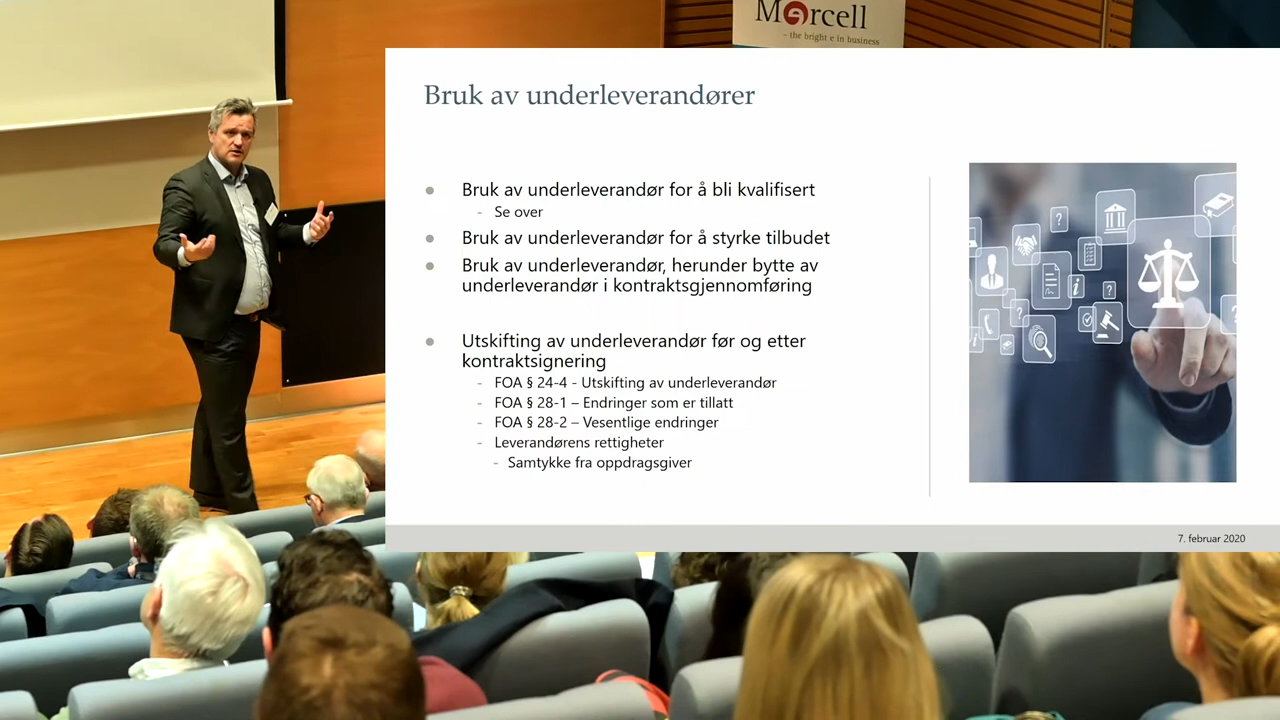 Mercell
- the bright e in business
Bruk av underleverandører
Bruk av underleverandør for å bli kvalifisert
- Se over
Bruk av underleverandør for å styrke tilbudet
Bruk av underleverandør, herunder bytte av
underleverandør i kontraktsgjennomføring
Utskifting av underleverandør før og etter
kontraktsignering
- FOA § 24-4 - Utskifting av underleverandør
- FOA § 28-1 – Endringer som er tillatt
- FOA § 28-2 – Vesentlige endringer
- Leverandørens rettigheter
- Samtykke fra oppdragsgiver
7. februar 2020